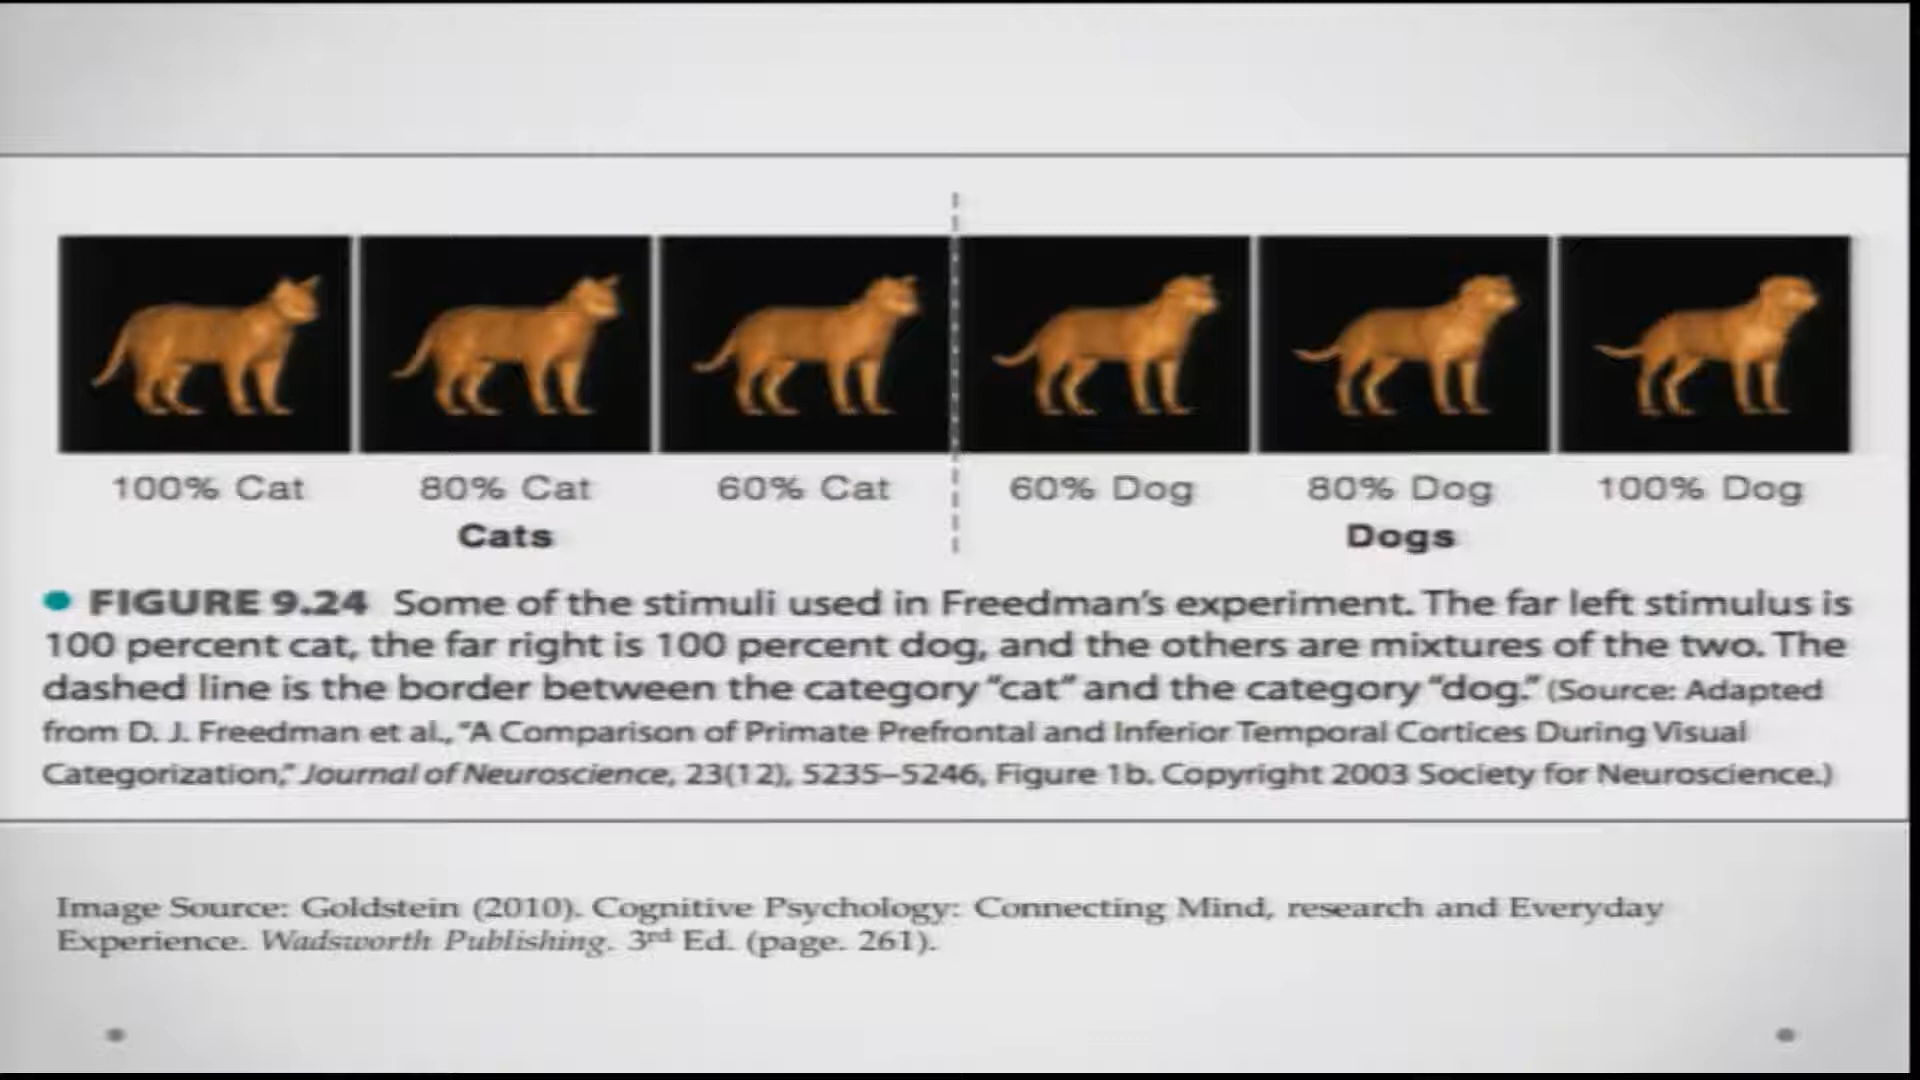 100% Cat 80% Cat 60% Cat 60% Dog 80% Dog 100% Dog
Cats Dogs
• FIGURE 9.24 Some of the stimuli used in Freedman's experiment. The far left stimulus is
100 percent cat, the far right is 100 percent dog, and the others are mixtures of the two. The
dashed line is the border between the category "cat" and the category "dog." (Source: Adapted
from D. J. Freedman et al., "A Comparison of Primate Prefrontal and Inferior Temporal Cortices During Visual
Categorization," Journal of Neuroscience, 23(12), 5235–5246, Figure 1b. Copyright 2003 Society for Neuroscience.)
Image Source: Goldstein (2010). Cognitive Psychology: Connecting Mind, research and Everyday
Experience. Wadsworth Publishing. 3rd Ed. (page. 261).